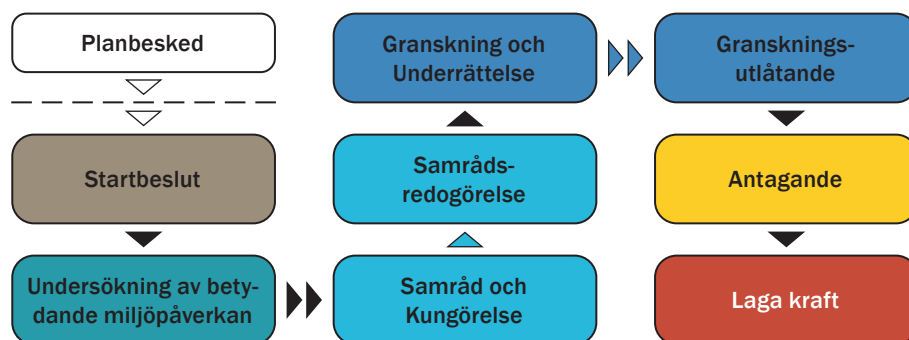 Planbesked
Startbeslut
Undersökning av bety-
dande miljöpåverkan
Samråd och
Kungörelse
Samråds-
redogörelse
Granskning och
Underrättelse
Gransknings-
utlåtande
Antagande
Laga kraft